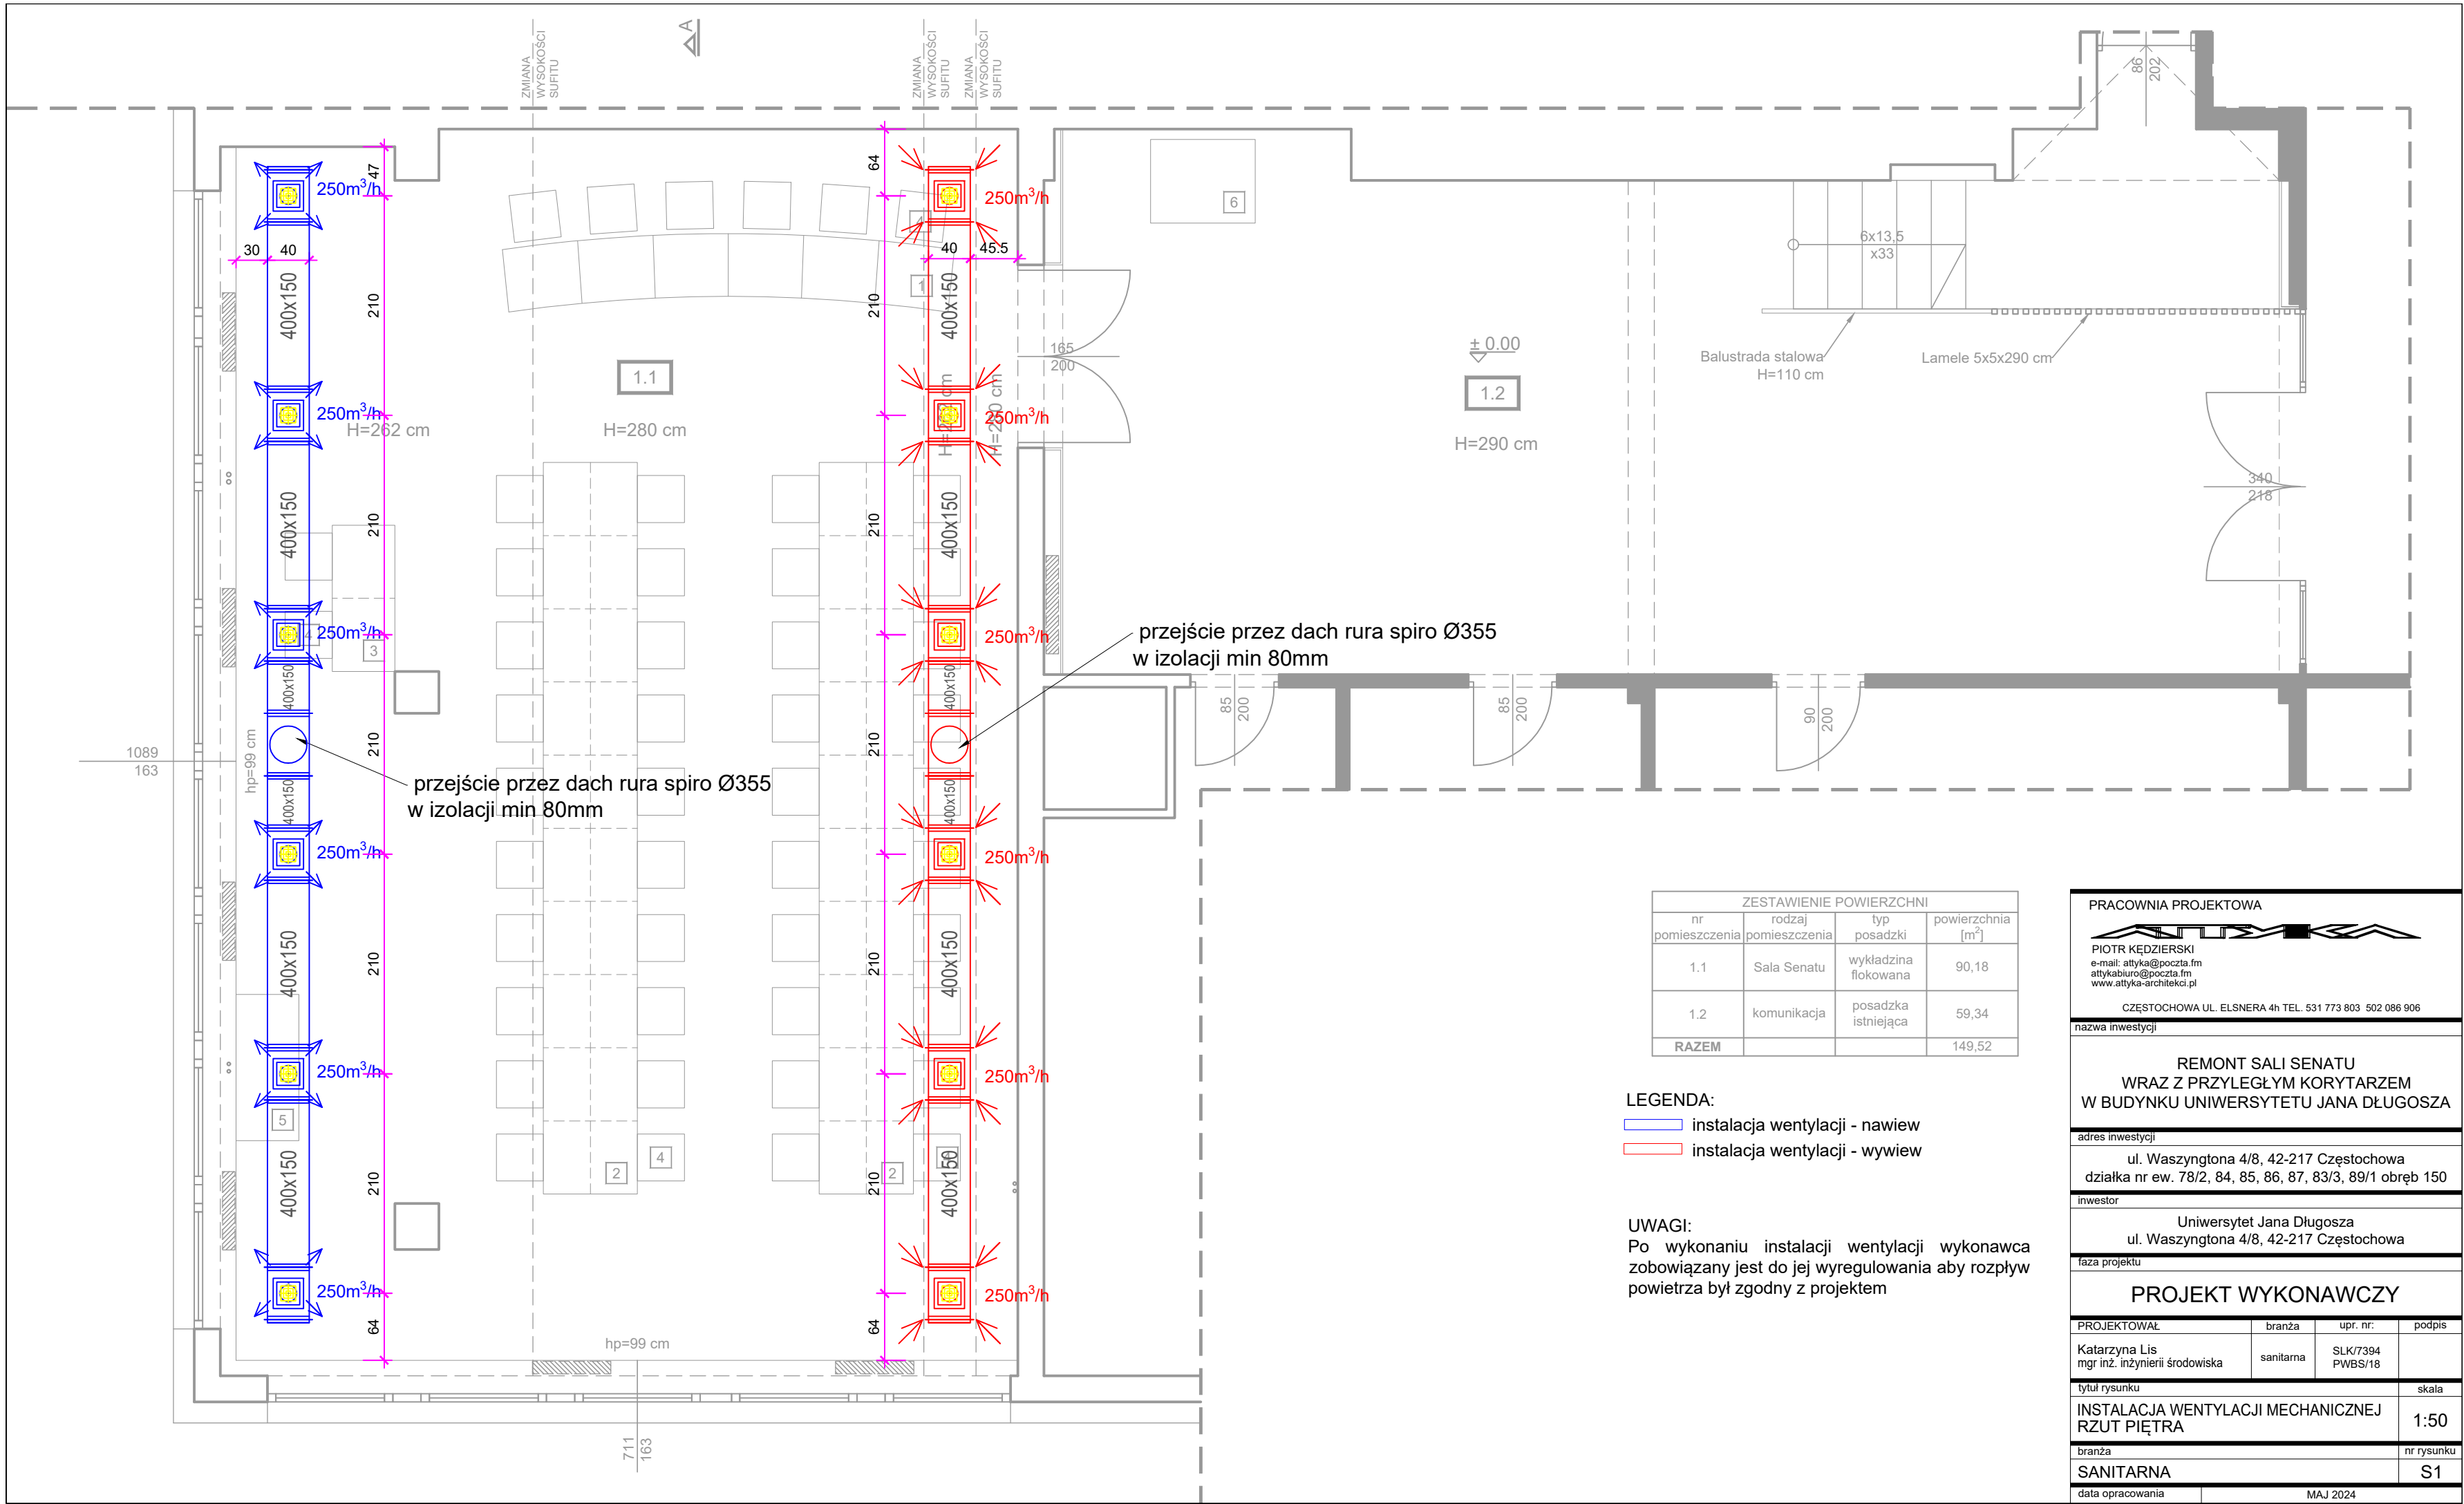 A
ZMIANA
WYSOKOŚCI
SUFITU
ZMIANA
WYSOKOŚCI
SUFITU
ZMIANA
WYSOKOŚCI
SUFITU
86
202
47
64
250m³/h
250m³/h
4
6
30
40
40
45.5
6x13,5
x33
400x150
210
210
1
400x150
165
200
± 0.00
Balustrada stalowa
H=110 cm
Lamele 5x5x290 cm
1.1
1.2
250m³/h
H=262 cm
H=280 cm
250m³/h
H=290 cm
340
218
400x150
210
210
400x150
250m³/h
4
3
250m³/h
przejście przez dach rura spiro Ø355
w izolacji min 80mm
400x150
400x150
85
200
85
200
90
200
1089
163
hp=99 cm
210
210
przejście przez dach rura spiro Ø355
w izolacji min 80mm
400x150
400x150
250m³/h
250m³/h
400x150
210
210
400x150
250m³/h
250m³/h
5
2
4
2
400x150
210
210
400x150
250m³/h
250m³/h
64
64
hp=99 cm
711
163
ZESTAWIENIE POWIERZCHNI
nr pomieszczenia rodzaj pomieszczenia typ posadzki powierzchnia [m²]
1.1 Sala Senatu wykładzina flokowana 90,18
1.2 komunikacja posadzka istniejąca 59,34
RAZEM 149,52
LEGENDA:
instalacja wentylacji - nawiew
instalacja wentylacji - wywiew
UWAGI:
Po wykonaniu instalacji wentylacji wykonawca
zobowiązany jest do jej wyregulowania aby rozpływ
powietrza był zgodny z projektem
PRACOWNIA PROJEKTOWA
ATTYKA
PIOTR KĘDZIERSKI
e-mail: attyka@poczta.fm
attykabiuro@poczta.fm
www.attyka-architekci.pl
CZĘSTOCHOWA UL. ELSNERA 4h TEL. 531 773 803 502 086 906
nazwa inwestycji
REMONT SALI SENATU
WRAZ Z PRZYLEGŁYM KORYTARZEM
W BUDYNKU UNIWERSYTETU JANA DŁUGOSZA
adres inwestycji
ul. Waszyngtona 4/8, 42-217 Częstochowa
działka nr ew. 78/2, 84, 85, 86, 87, 83/3, 89/1 obręb 150
inwestor
Uniwersytet Jana Długosza
ul. Waszyngtona 4/8, 42-217 Częstochowa
faza projektu
PROJEKT WYKONAWCZY
PROJEKTOWAŁ branża upr. nr: podpis
Katarzyna Lis
mgr inż. inżynierii środowiska
sanitarna
SLK/7394
PWBS/18
tytuł rysunku skala
INSTALACJA WENTYLACJI MECHANICZNEJ
RZUT PIĘTRA
1:50
branża nr rysunku
SANITARNA S1
data opracowania MAJ 2024